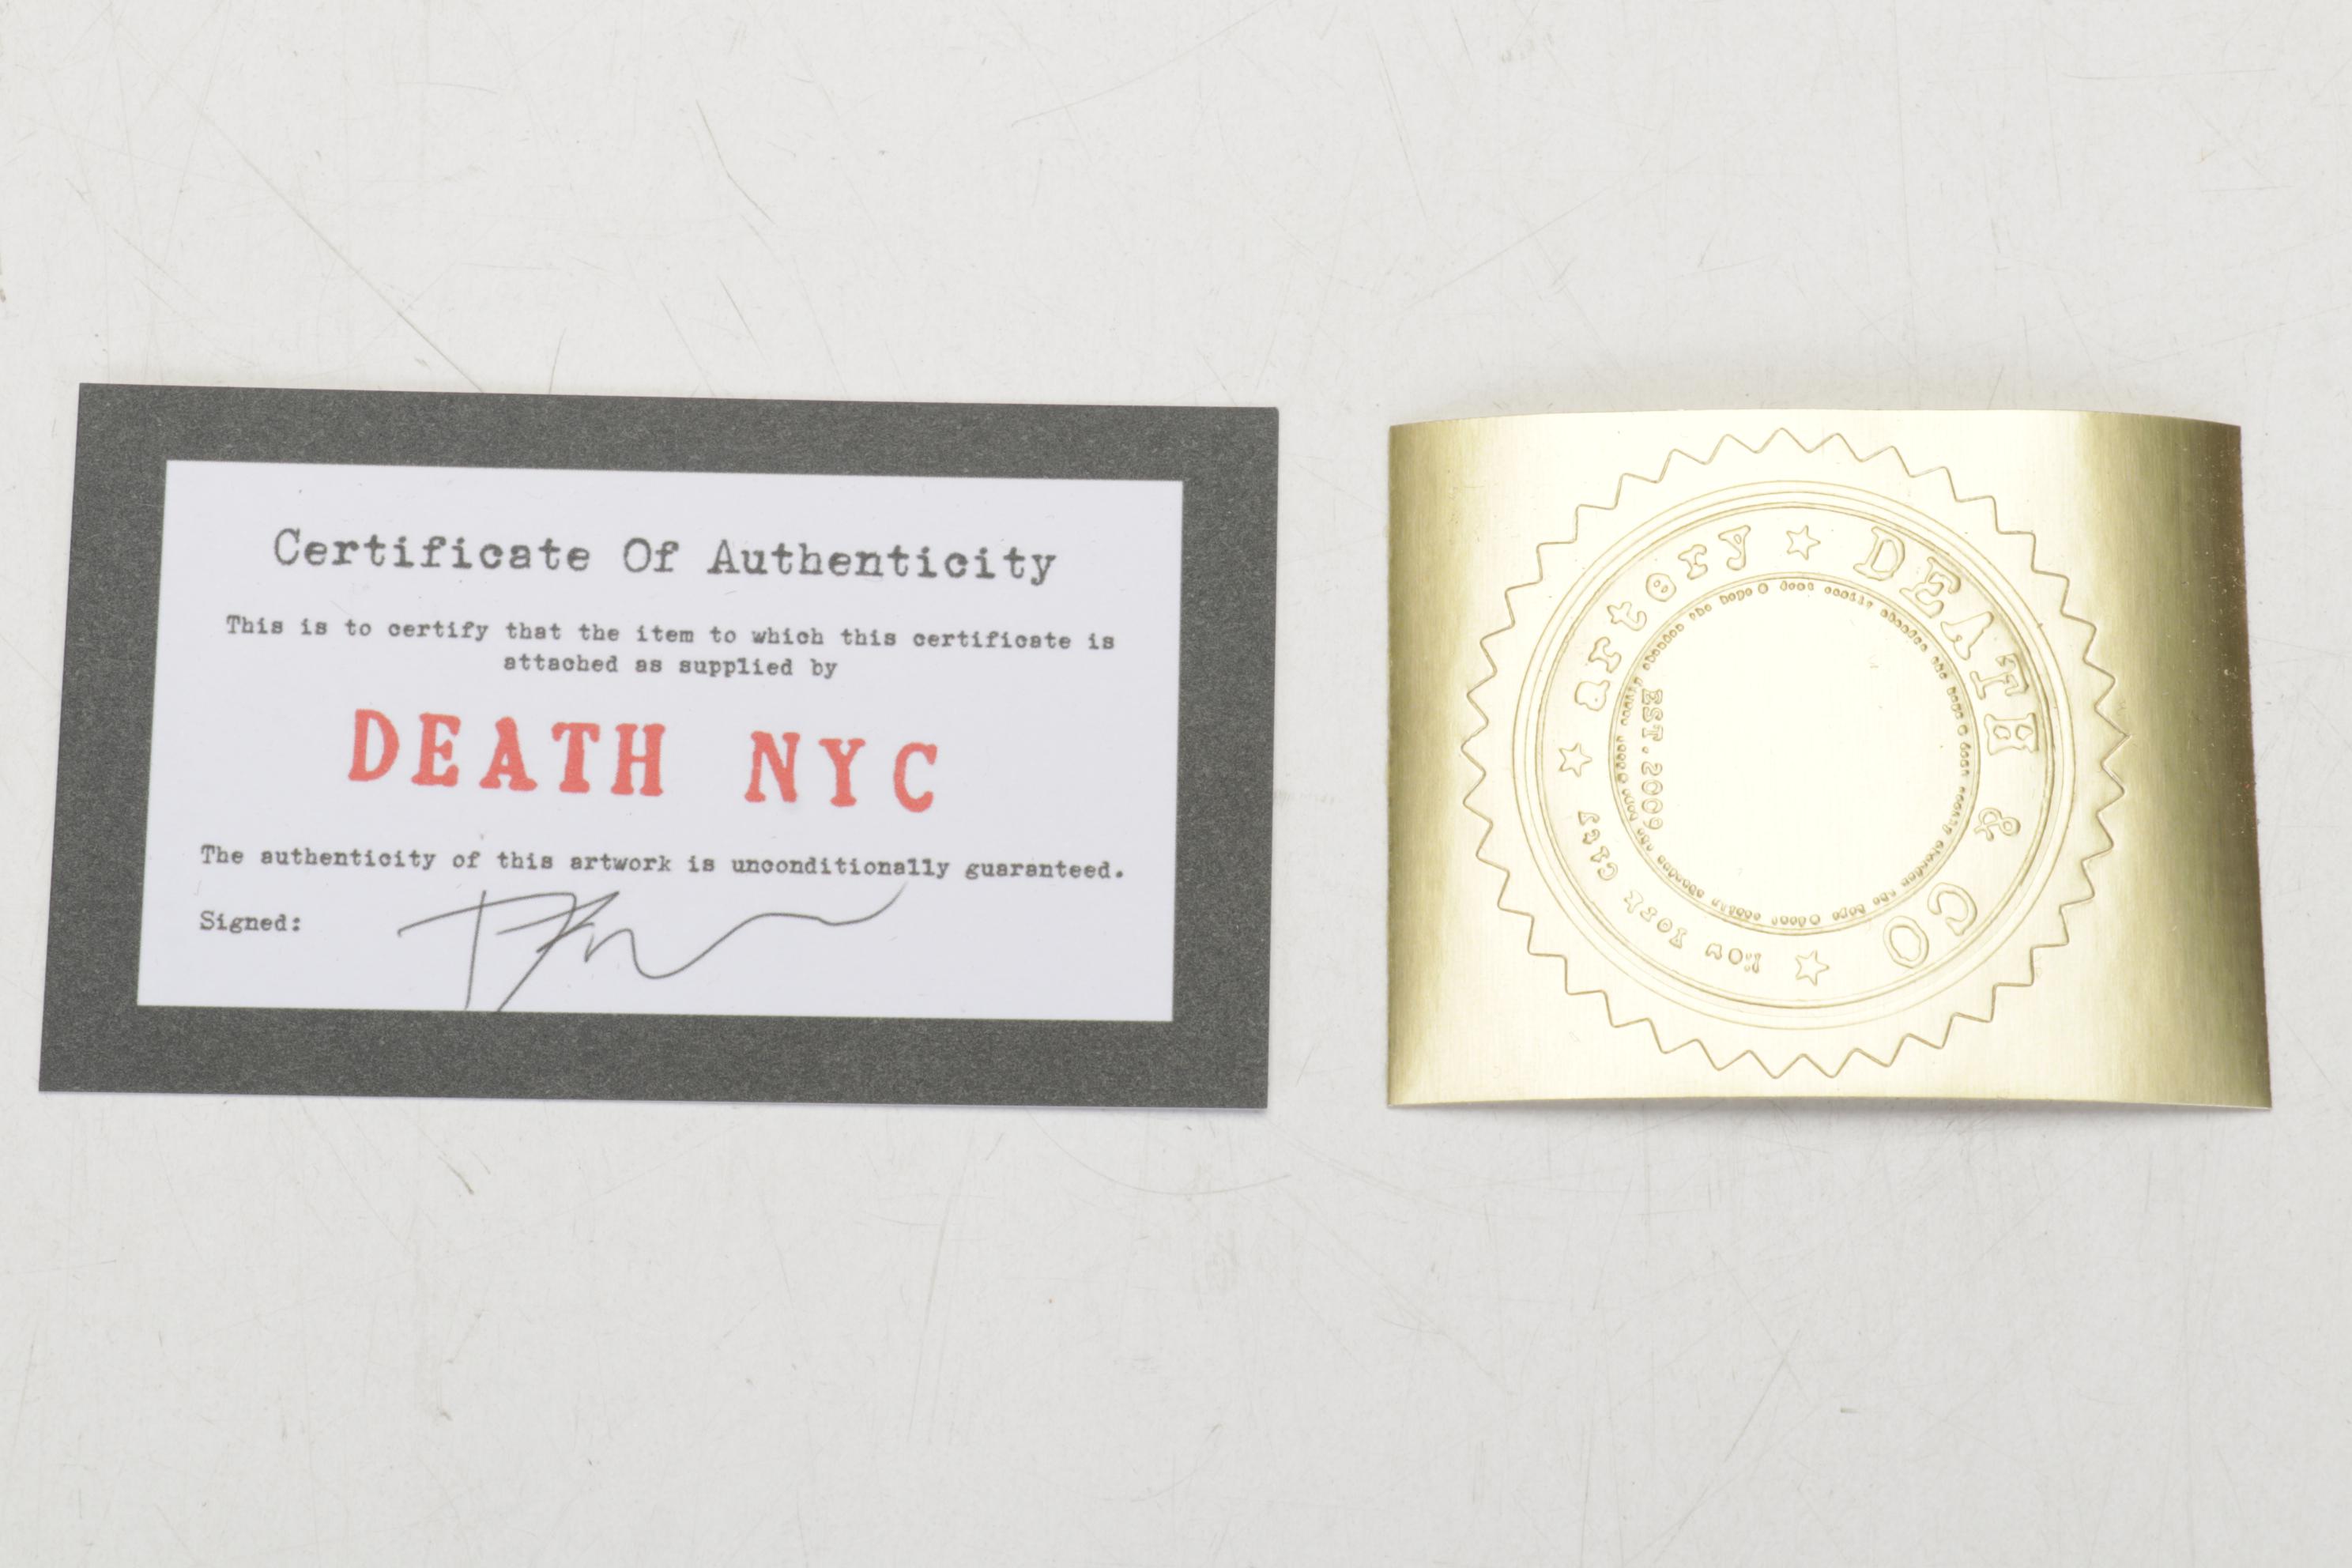 Certificate Of Authenticity
This is to certify that the item to which this certificate is
attached as supplied by
DEATH NYC
The authenticity of this artwork is unconditionally guaranteed.
Signed:
DEATH & CO
artery
New York City
EST. 2009